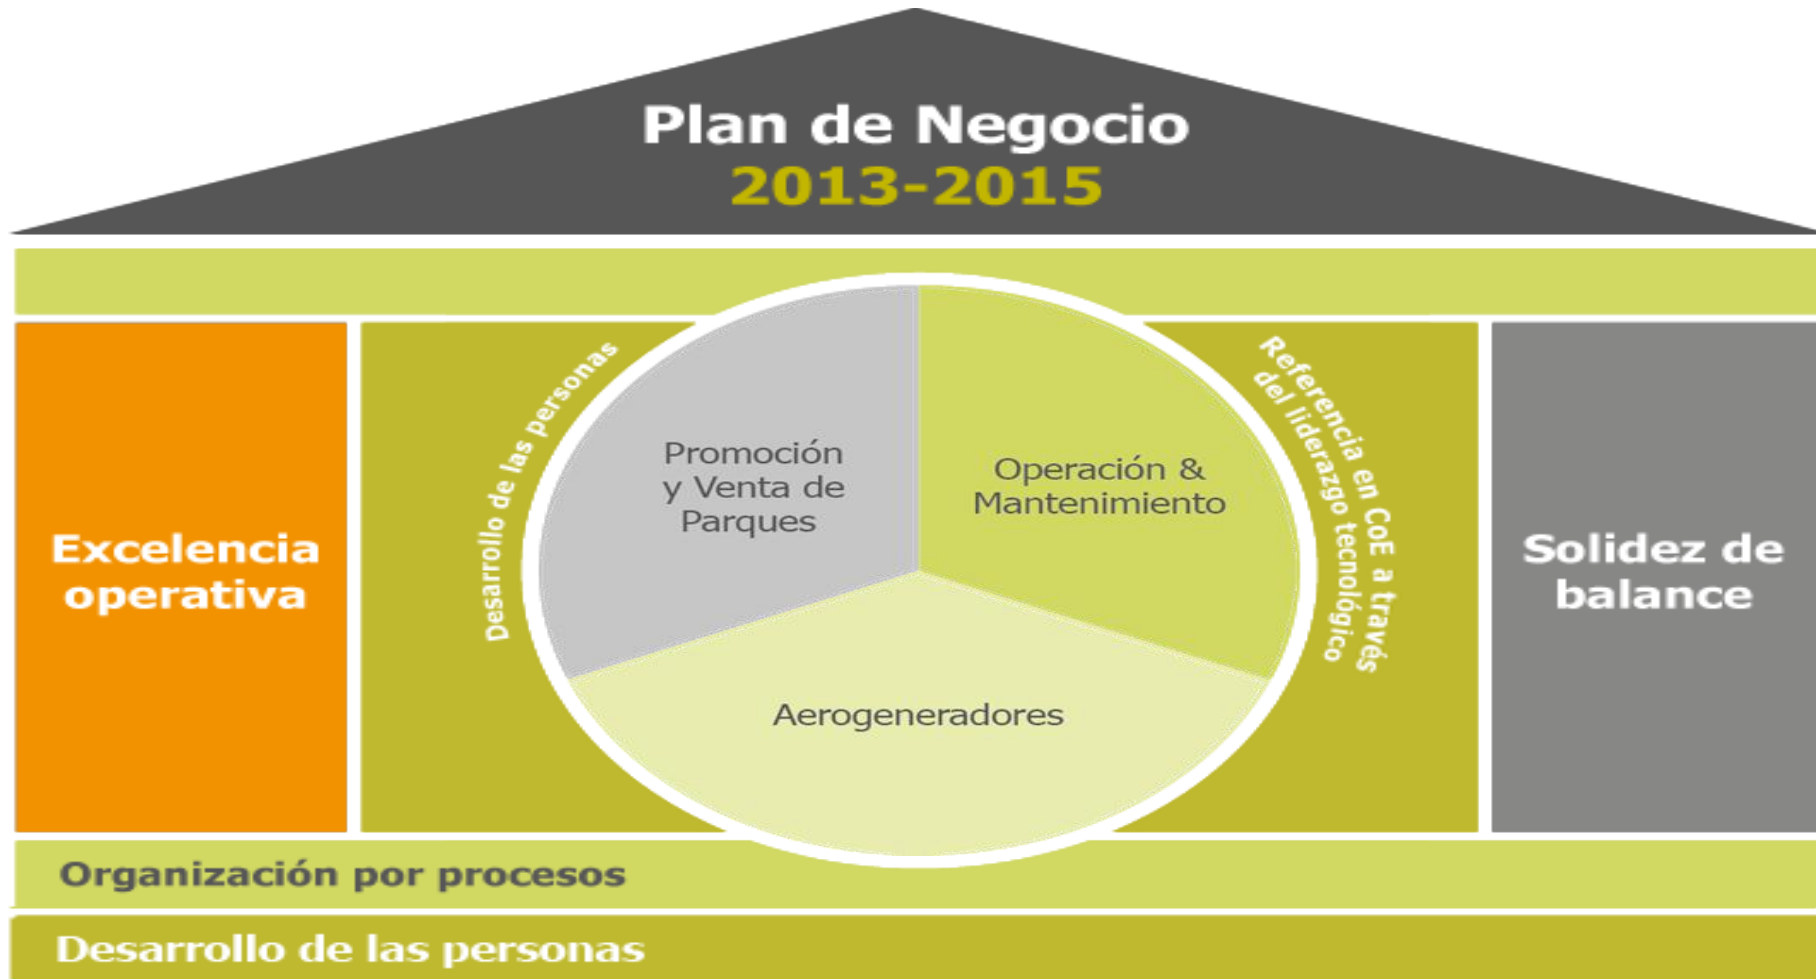 Plan de Negocio
2013-2015
Excelencia
operativa
Desarrollo de las personas
Promoción
y Venta de
Parques
Operación &
Mantenimiento
Aerogeneradores
Referencia en CoE a través
del liderazgo tecnológico
Solidez de
balance
Organización por procesos
Desarrollo de las personas